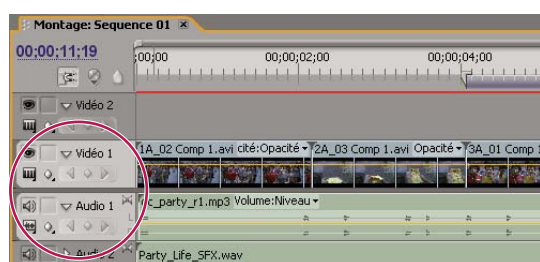 Montage: Sequence 01 ×
00;00;11;19
;00;00 00;00;02;00 00;00;04;00
Vidéo 2
Vidéo 1
1A_02 Comp 1.avi cité:Opacité 2A_03 Comp 1.avi Opacité 3A_01 Comp 1
Audio 1
c_party_r1.mp3 Volume:Niveau
Audio 2
Party_Life_SFX.wav